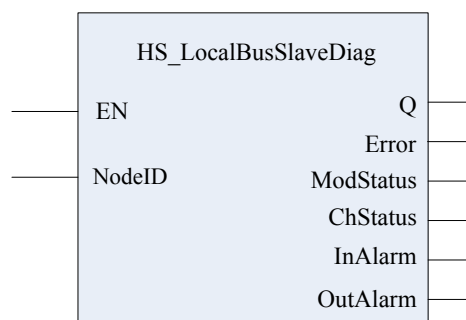 HS_LocalBusSlaveDiag
EN
Q
Error
NodeID
ModStatus
ChStatus
InAlarm
OutAlarm